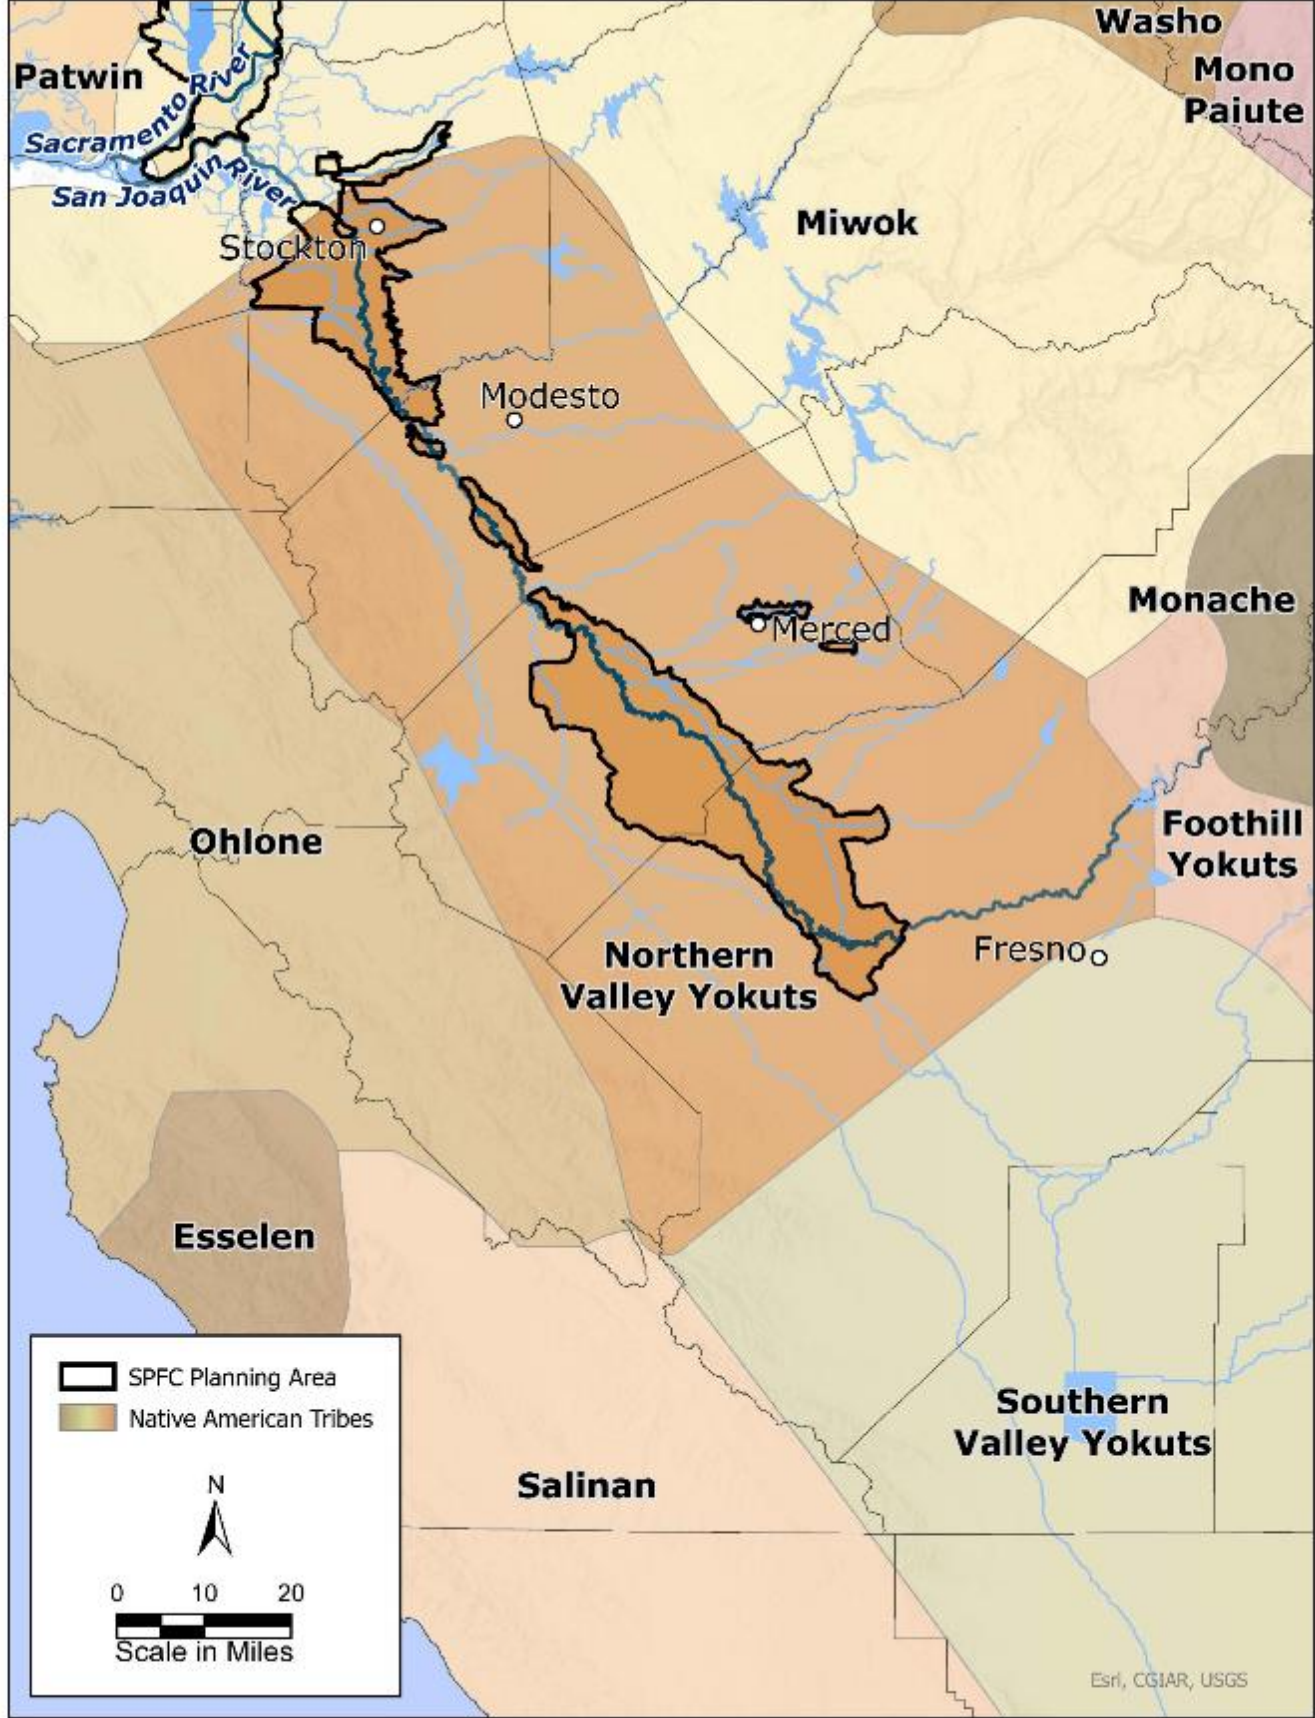 Washo
Mono
Paiute
Patwin
Sacramento River
San Joaquin River
Miwok
Stockton
Modesto
Monache
Merced
Ohlone
Foothill
Yokuts
Northern
Valley Yokuts
Fresno
Esselen
SPFC Planning Area
Native American Tribes
Southern
Valley Yokuts
Salinan
N
0 10 20
Scale in Miles
Esri, CGIAR, USGS